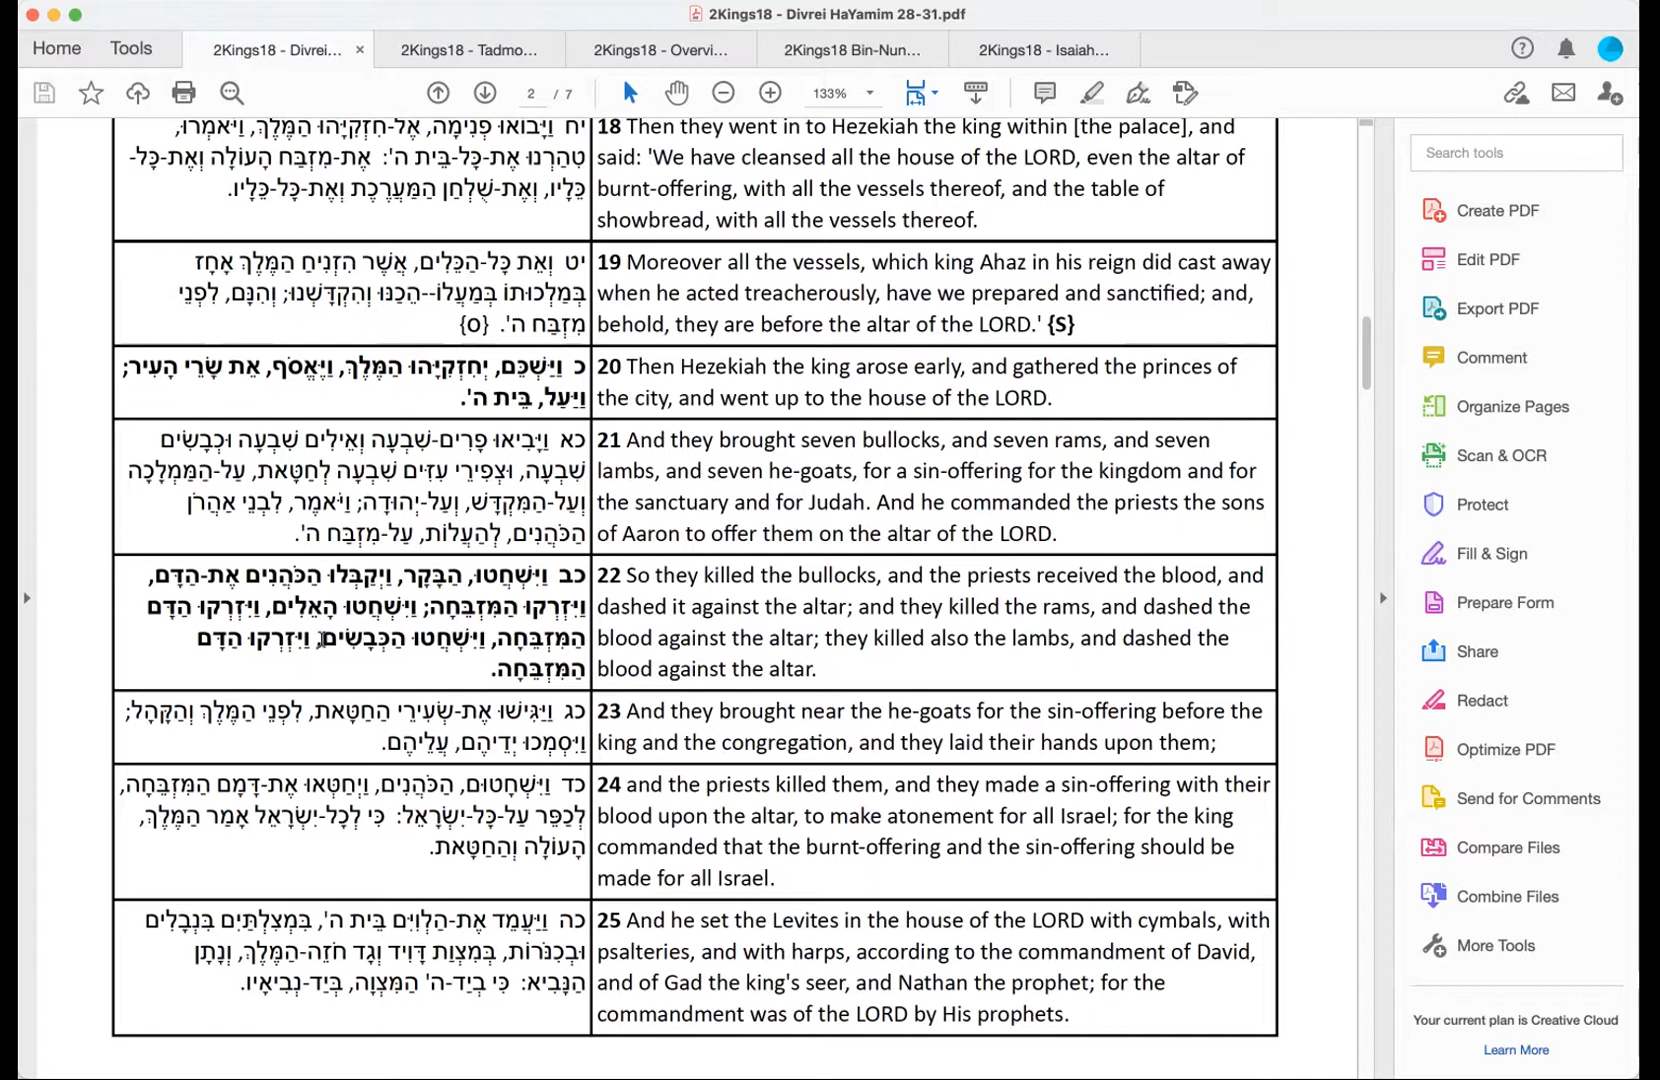 2Kings18 - Divrei HaYamim 28-31.pdf
Home
Tools
2Kings18 - Divrei...
2Kings18 - Tadmo...
2Kings18 - Overvi...
2Kings18 Bin-Nun...
2Kings18 - Isaiah...
2 / 7
133%
יח וַיָּבוֹאוּ פְנִימָה, אֶל-חִזְקִיָּהוּ הַמֶּלֶךְ, וַיֹּאמְרוּ,
טִהַרְנוּ אֶת-כָּל-בֵּית ה': אֶת-מִזְבַּח הָעוֹלָה וְאֶת-כָּל-
כֵּלָיו, וְאֶת-שֻׁלְחַן הַמַּעֲרֶכֶת וְאֶת-כָּל-כֵּלָיו.
18 Then they went in to Hezekiah the king within [the palace], and
said: 'We have cleansed all the house of the LORD, even the altar of
burnt-offering, with all the vessels thereof, and the table of
showbread, with all the vessels thereof.
יט וְאֵת כָּל-הַכֵּלִים, אֲשֶׁר הִזְנִיחַ הַמֶּלֶךְ אָחָז
בְּמַלְכוּתוֹ בְּמַעֲלוֹ--הֵכַנּוּ וְהִקְדָּשְׁנוּ; וְהִנָּם, לִפְנֵי
מִזְבַּח ה'. {ס}
19 Moreover all the vessels, which king Ahaz in his reign did cast away
when he acted treacherously, have we prepared and sanctified; and,
behold, they are before the altar of the LORD.' {S}
כ וַיַּשְׁכֵּם, יְחִזְקִיָּהוּ הַמֶּלֶךְ, וַיֶּאֱסֹף, אֵת שָׂרֵי הָעִיר;
וַיַּעַל, בֵּית ה'.
20 Then Hezekiah the king arose early, and gathered the princes of
the city, and went up to the house of the LORD.
כא וַיָּבִיאוּ פָרִים-שִׁבְעָה וְאֵילִים שִׁבְעָה וּכְבָשִׂים
שִׁבְעָה, וּצְפִירֵי עִזִּים שִׁבְעָה לְחַטָּאת, עַל-הַמַּמְלָכָה
וְעַל-הַמִּקְדָּשׁ, וְעַל-יְהוּדָה; וַיֹּאמֶר, לִבְנֵי אַהֲרֹן
הַכֹּהֲנִים, לְהַעֲלוֹת, עַל-מִזְבַּח ה'.
21 And they brought seven bullocks, and seven rams, and seven
lambs, and seven he-goats, for a sin-offering for the kingdom and for
the sanctuary and for Judah. And he commanded the priests the sons
of Aaron to offer them on the altar of the LORD.
כב וַיִּשְׁחֲטוּ, הַבָּקָר, וַיְקַבְּלוּ הַכֹּהֲנִים אֶת-הַדָּם,
וַיִּזְרְקוּ הַמִּזְבֵּחָה; וַיִּשְׁחֲטוּ הָאֵלִים, וַיִּזְרְקוּ הַדָּם
הַמִּזְבֵּחָה, וַיִּשְׁחֲטוּ הַכְּבָשִׂים, וַיִּזְרְקוּ הַדָּם
הַמִּזְבֵּחָה.
22 So they killed the bullocks, and the priests received the blood, and
dashed it against the altar; and they killed the rams, and dashed the
blood against the altar; they killed also the lambs, and dashed the
blood against the altar.
כג וַיַּגִּישׁוּ אֶת-שְׂעִירֵי הַחַטָּאת, לִפְנֵי הַמֶּלֶךְ וְהַקָּהָל;
וַיִּסְמְכוּ יְדֵיהֶם, עֲלֵיהֶם.
23 And they brought near the he-goats for the sin-offering before the
king and the congregation, and they laid their hands upon them;
כד וַיִּשְׁחָטוּם, הַכֹּהֲנִים, וַיְחַטְּאוּ אֶת-דָּמָם הַמִּזְבֵּחָה,
לְכַפֵּר עַל-כָּל-יִשְׂרָאֵל: כִּי לְכָל-יִשְׂרָאֵל אָמַר הַמֶּלֶךְ,
הָעוֹלָה וְהַחַטָּאת.
24 and the priests killed them, and they made a sin-offering with their
blood upon the altar, to make atonement for all Israel; for the king
commanded that the burnt-offering and the sin-offering should be
made for all Israel.
כה וַיַּעֲמֵד אֶת-הַלְוִיִּם בֵּית ה', בִּמְצִלְתַּיִם בִּנְבָלִים
וּבְכִנֹּרוֹת, בְּמִצְוַת דָּוִיד וְגָד חֹזֵה-הַמֶּלֶךְ, וְנָתָן
הַנָּבִיא: כִּי בְיַד-ה' הַמִּצְוָה, בְּיַד-נְבִיאָיו.
25 And he set the Levites in the house of the LORD with cymbals, with
psalteries, and with harps, according to the commandment of David,
and of Gad the king's seer, and Nathan the prophet; for the
commandment was of the LORD by His prophets.
Search tools
Create PDF
Edit PDF
Export PDF
Comment
Organize Pages
Scan & OCR
Protect
Fill & Sign
Prepare Form
Share
Redact
Optimize PDF
Send for Comments
Compare Files
Combine Files
More Tools
Your current plan is Creative Cloud
Learn More